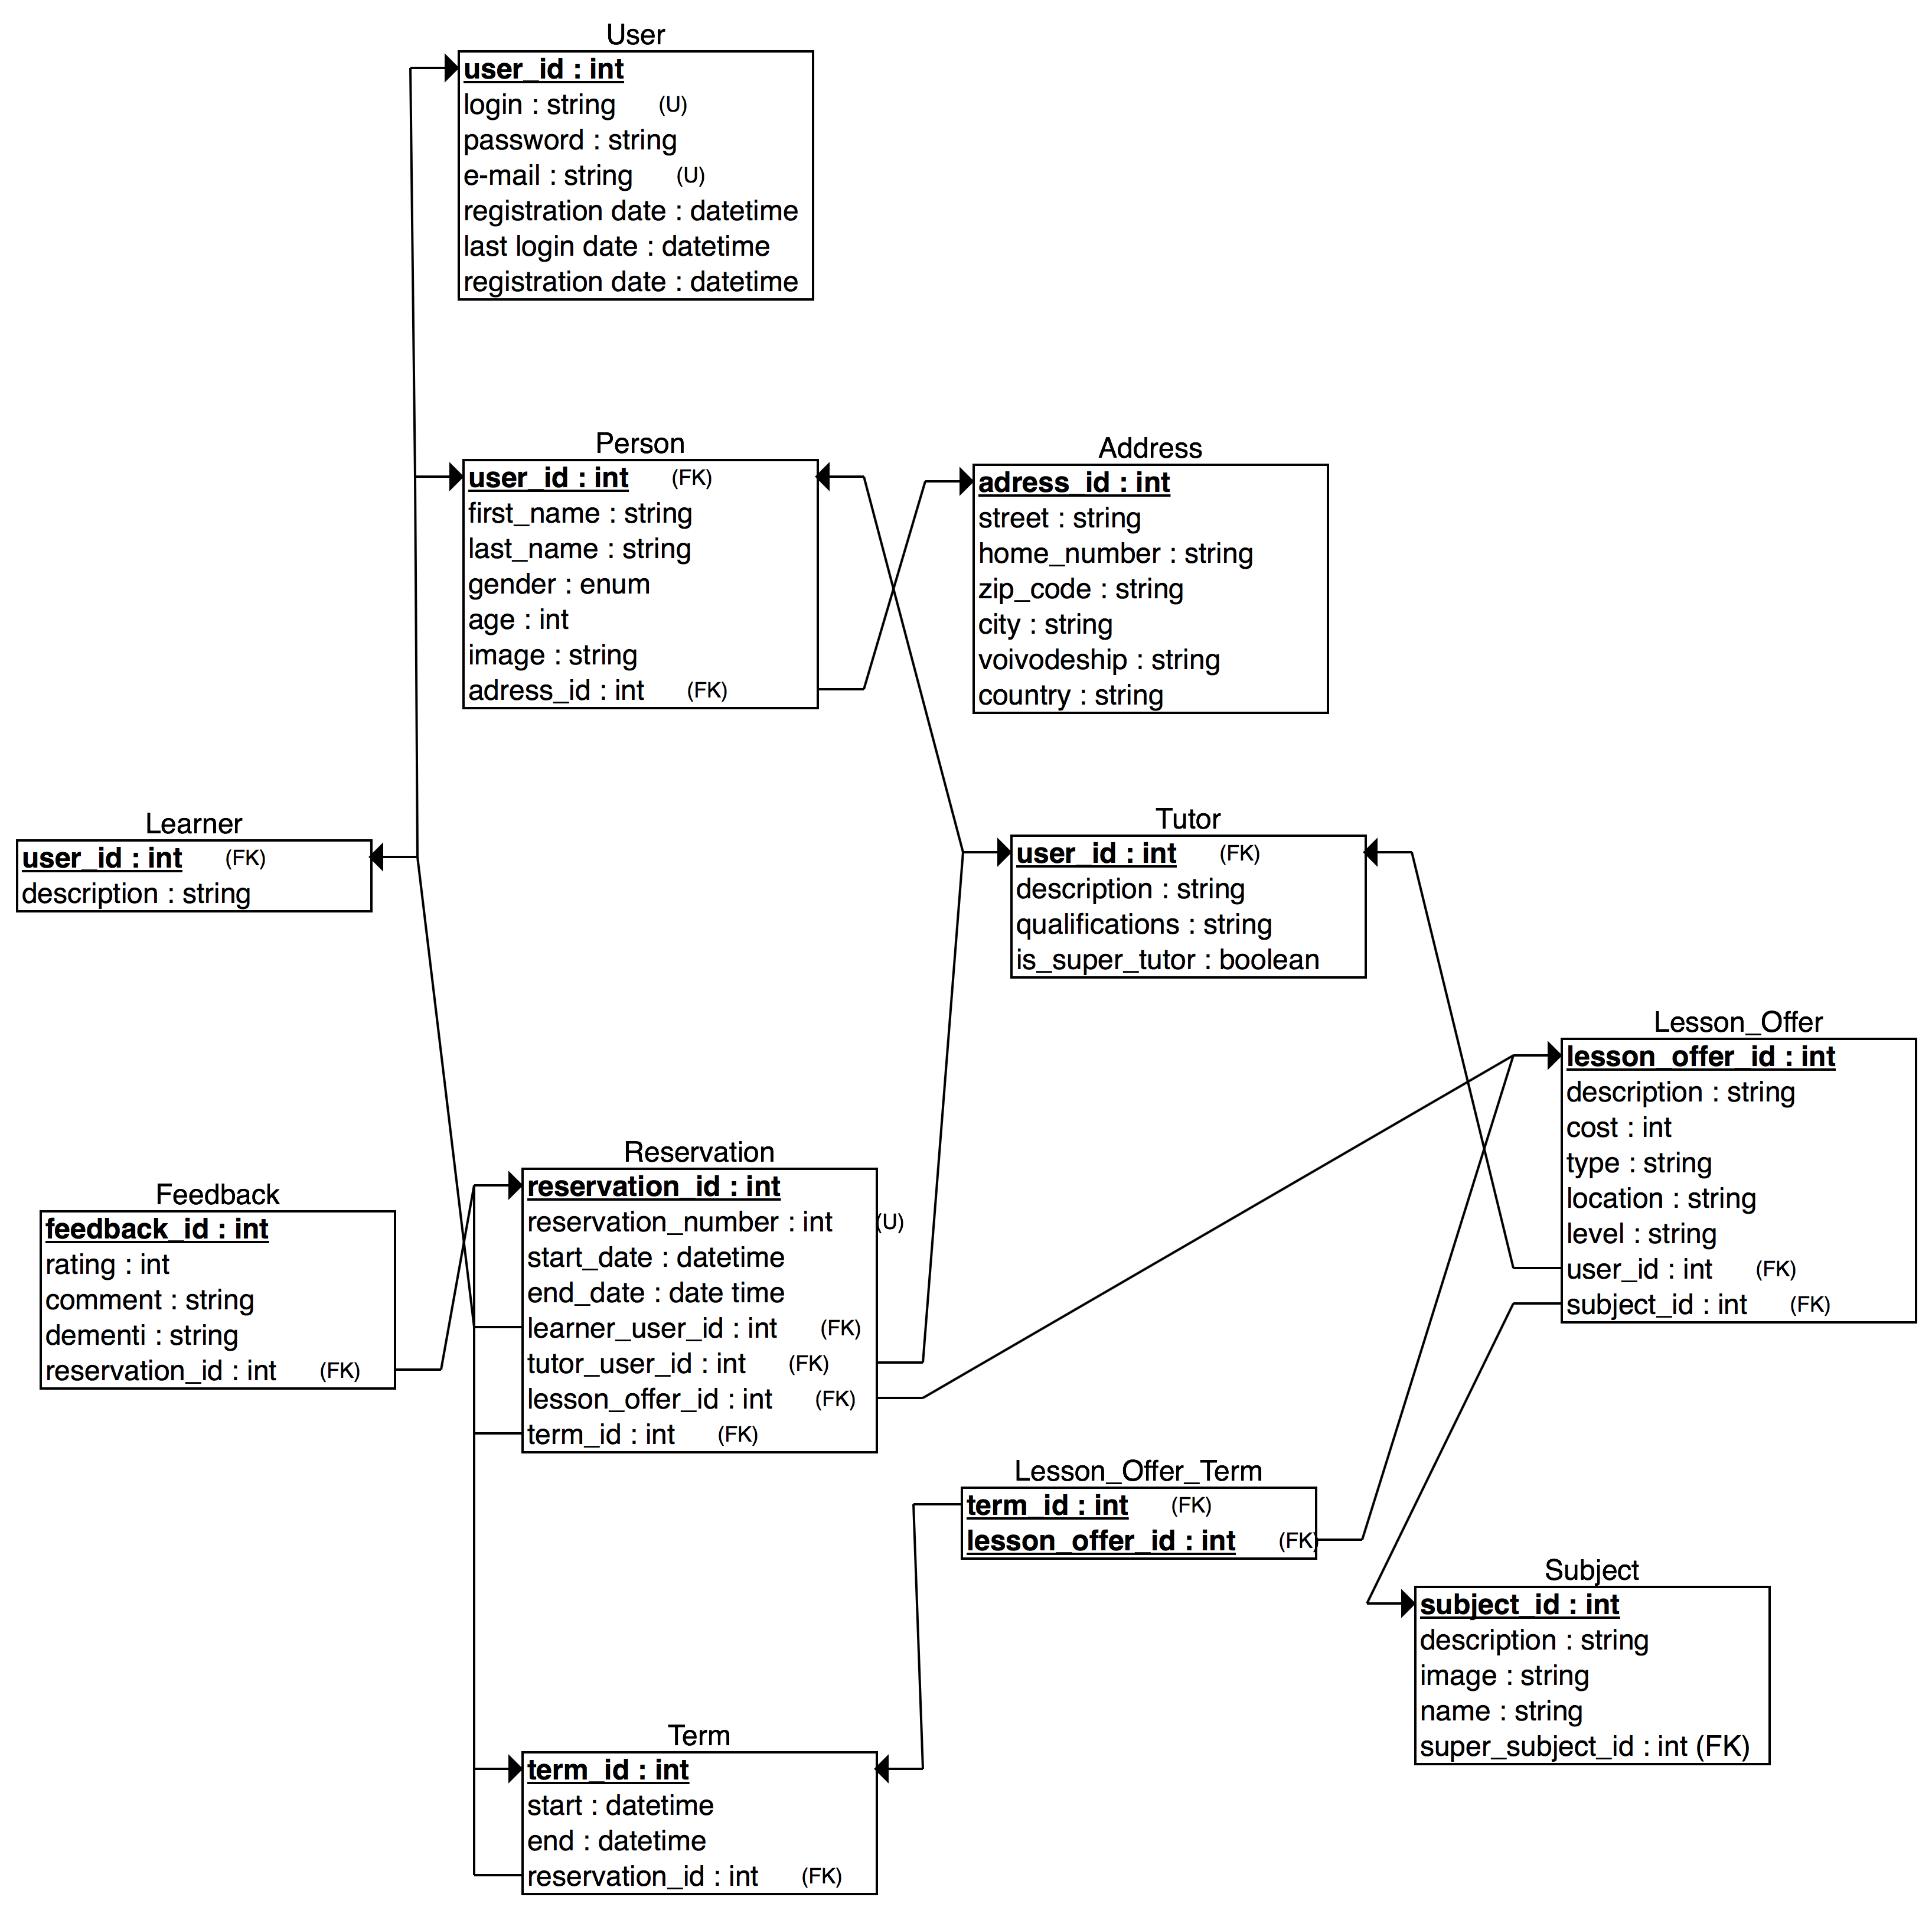 User
user_id : int
login : string (U)
password : string
e-mail : string (U)
registration date : datetime
last login date : datetime
registration date : datetime
Person
user_id : int (FK)
first_name : string
last_name : string
gender : enum
age : int
image : string
adress_id : int (FK)
Address
adress_id : int
street : string
home_number : string
zip_code : string
city : string
voivodeship : string
country : string
Learner
user_id : int (FK)
description : string
Tutor
user_id : int (FK)
description : string
qualifications : string
is_super_tutor : boolean
Lesson_Offer
lesson_offer_id : int
description : string
cost : int
type : string
location : string
level : string
user_id : int (FK)
subject_id : int (FK)
Reservation
reservation_id : int
reservation_number : int (U)
start_date : datetime
end_date : date time
learner_user_id : int (FK)
tutor_user_id : int (FK)
lesson_offer_id : int (FK)
term_id : int (FK)
Feedback
feedback_id : int
rating : int
comment : string
dementi : string
reservation_id : int (FK)
Lesson_Offer_Term
term_id : int (FK)
lesson_offer_id : int (FK)
Subject
subject_id : int
description : string
image : string
name : string
super_subject_id : int (FK)
Term
term_id : int
start : datetime
end : datetime
reservation_id : int (FK)